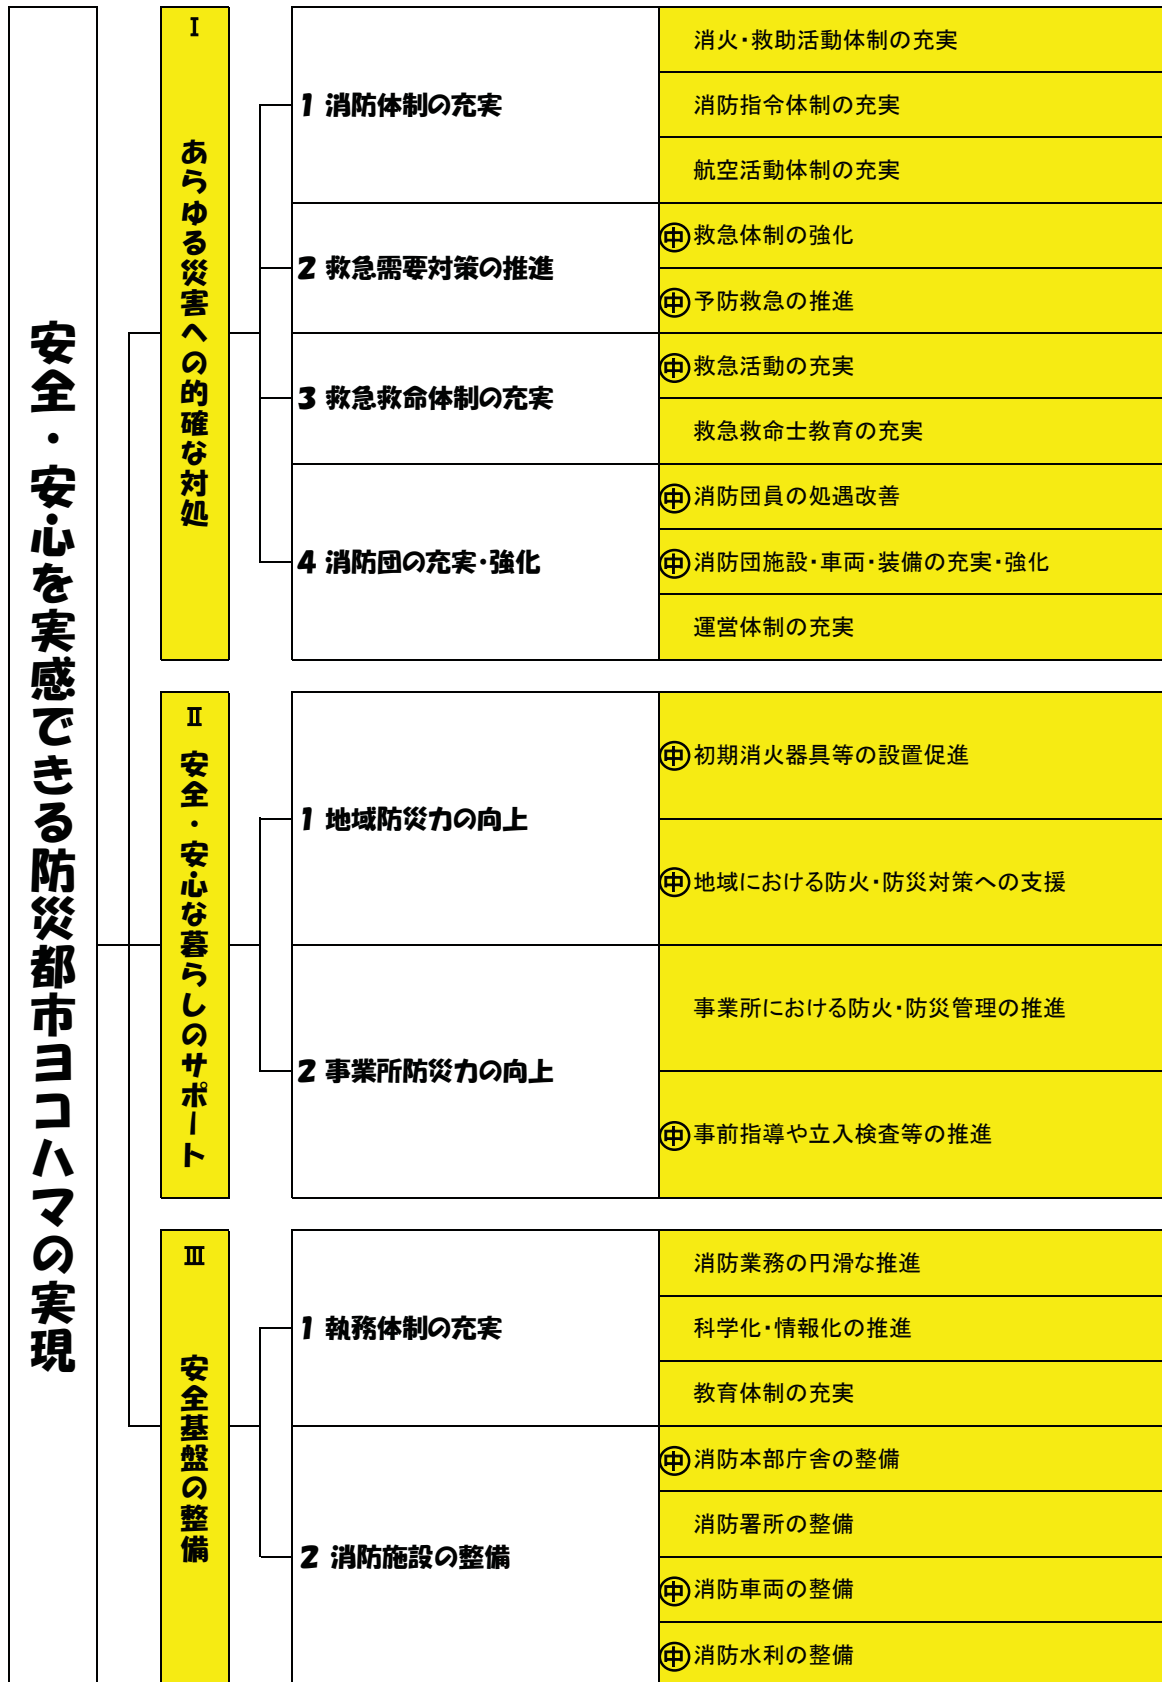 安全・安心を実感できる防災都市ヨコハマの実現
Ⅰ あらゆる災害への的確な対処
1 消防体制の充実
消火・救助活動体制の充実
消防指令体制の充実
航空活動体制の充実
2 救急需要対策の推進
㊥救急体制の強化
㊥予防救急の推進
3 救急救命体制の充実
㊥救急活動の充実
救急救命士教育の充実
4 消防団の充実・強化
㊥消防団員の処遇改善
㊥消防団施設・車両・装備の充実・強化
運営体制の充実
Ⅱ 安全・安心な暮らしのサポート
1 地域防災力の向上
㊥初期消火器具等の設置促進
㊥地域における防火・防災対策への支援
2 事業所防災力の向上
事業所における防火・防災管理の推進
㊥事前指導や立入検査等の推進
Ⅲ 安全基盤の整備
1 執務体制の充実
消防業務の円滑な推進
科学化・情報化の推進
教育体制の充実
2 消防施設の整備
㊥消防本部庁舎の整備
消防署所の整備
㊥消防車両の整備
㊥消防水利の整備